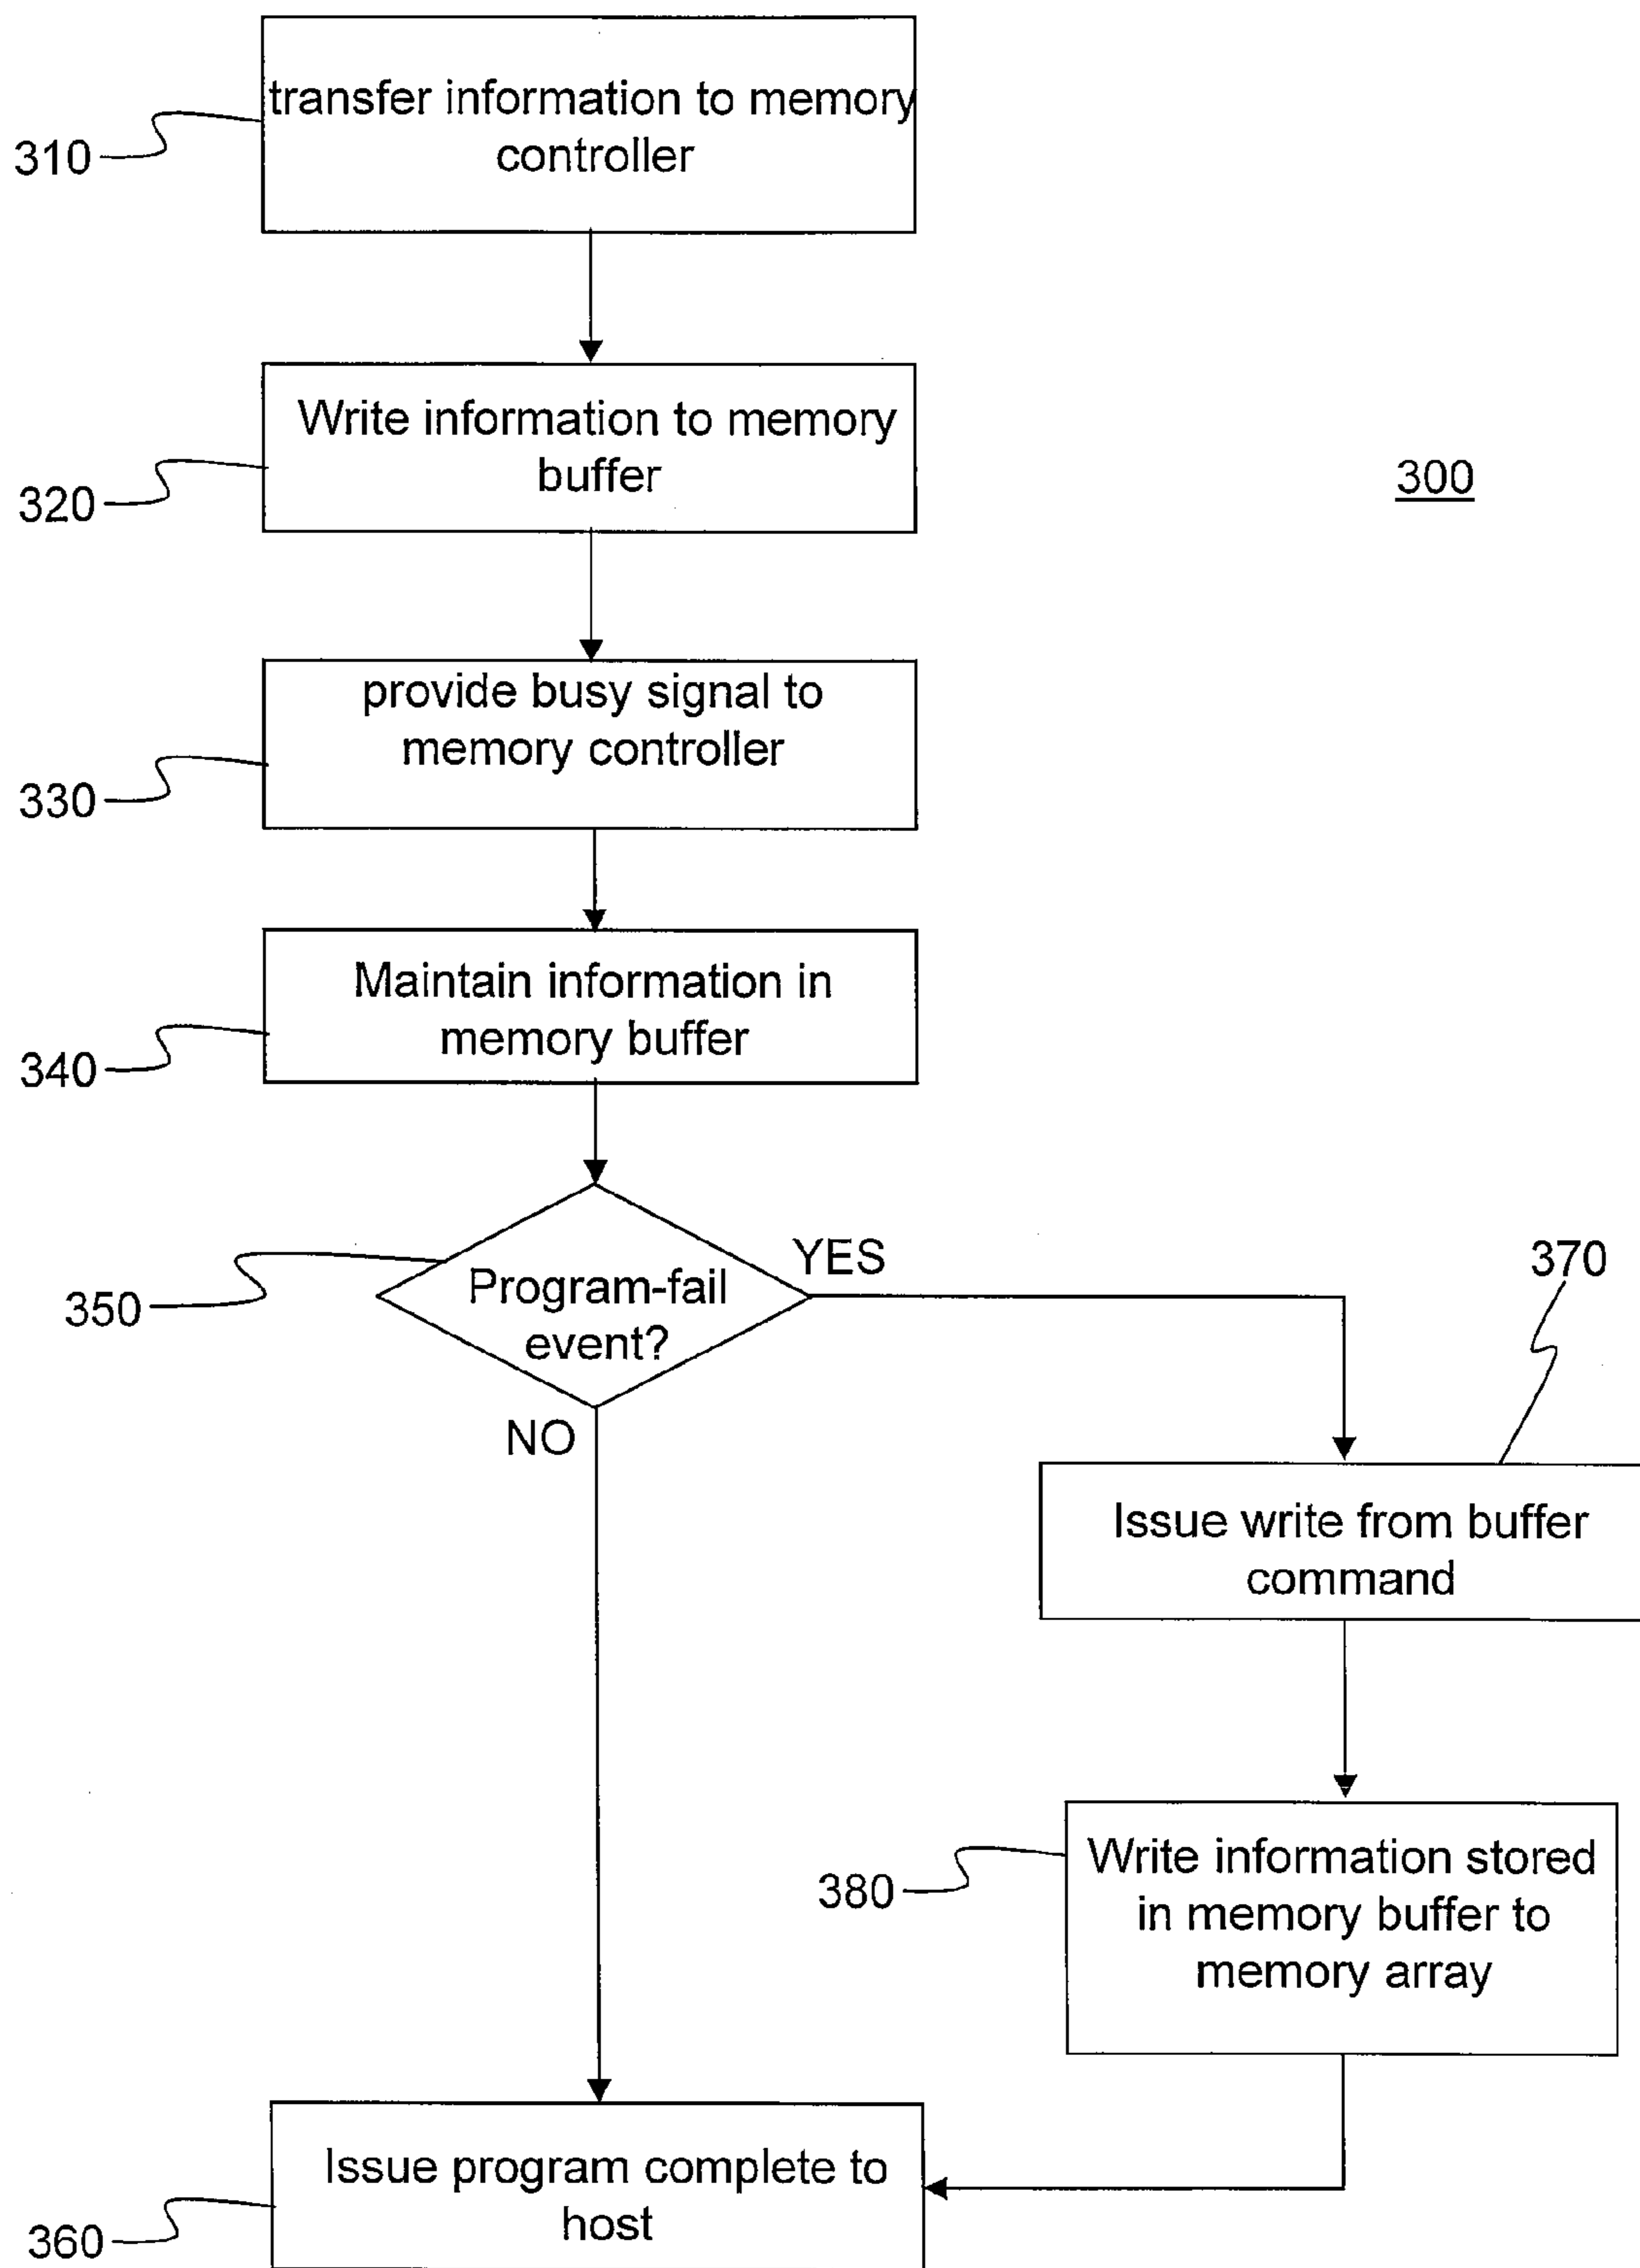 transfer information to memory
controller
310
Write information to memory
buffer
320
300
provide busy signal to
memory controller
330
Maintain information in
memory buffer
340
YES
370
Program-fail
event?
350
NO
Issue write from buffer
command
Write information stored
in memory buffer to
memory array
380
Issue program complete to
host
360